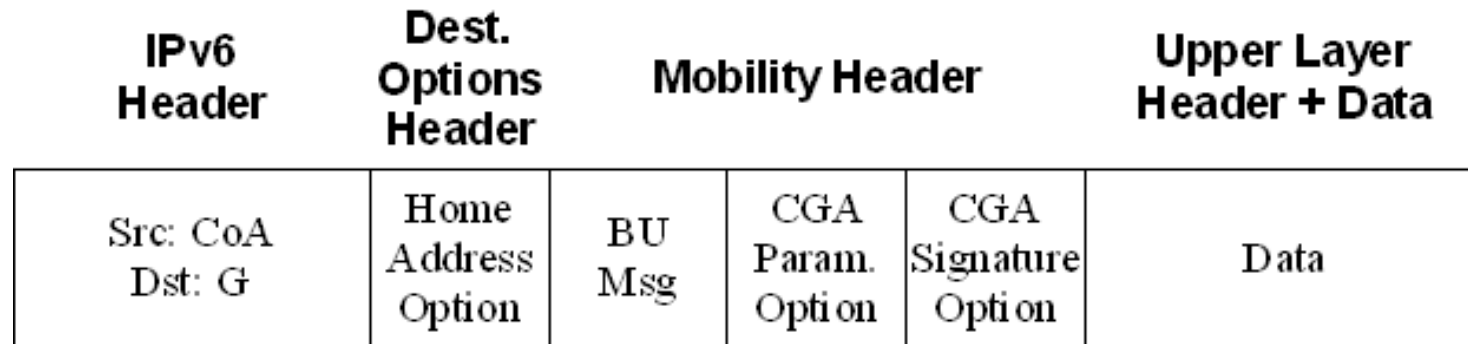 IPv6
Header
Dest.
Options
Header
Mobility Header
Upper Layer
Header + Data
Src: CoA
Dst: G
Home
Address
Option
BU
Msg
CGA
Param.
Option
CGA
Signature
Option
Data